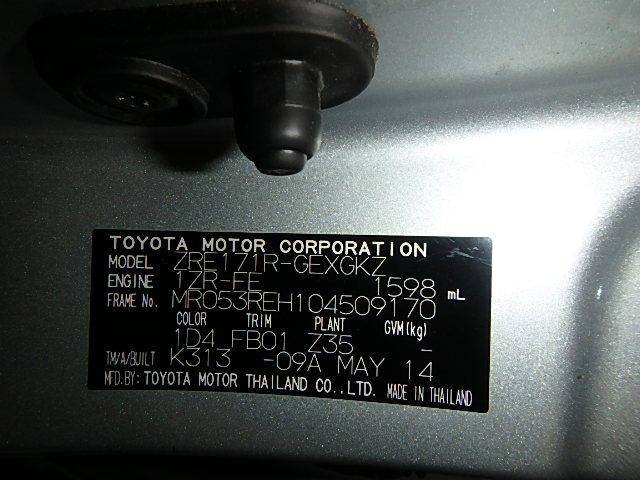 TOYOTA MOTOR CORPORATION
MODEL ZRE171R-GEXGKZ
ENGINE 1ZR-FE 1598 mL
FRAME No. MR053REH104509170
COLOR TRIM PLANT GVM(kg)
1D4 FB01 Z35 -
TM/A/BUILT K313 -09A MAY 14
MFD.BY: TOYOTA MOTOR THAILAND CO.,LTD. MADE IN THAILAND